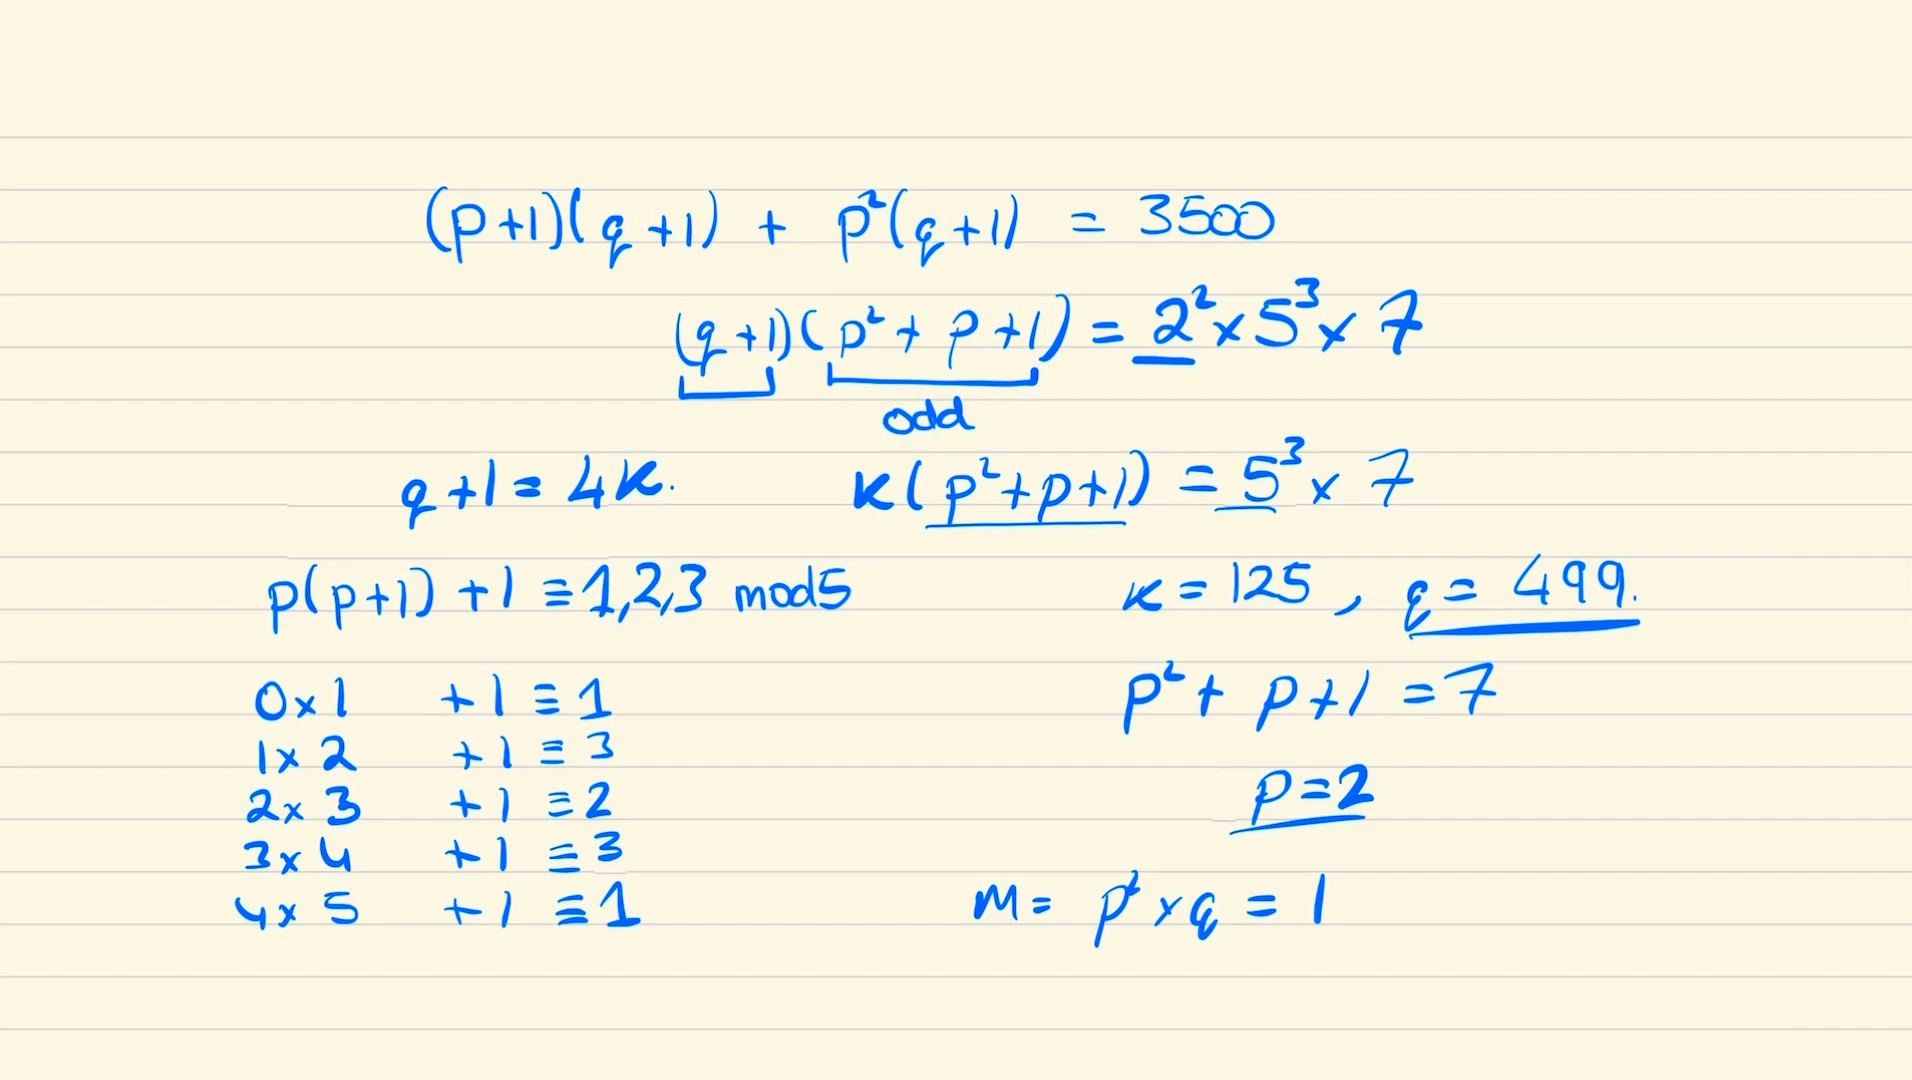 (p+1)(q+1) + p²(q+1) = 3500
(q+1)(p²+p+1) = 2²×5³×7
odd
q+1=4k. k(p²+p+1) = 5³×7
p(p+1)+1 ≡ 1,2,3 mod5
k=125, q= 499.
0×1 +1 ≡ 1
1×2 +1 ≡ 3
2×3 +1 ≡ 2
3×4 +1 ≡ 3
4×5 +1 ≡ 1
p²+p+1 = 7
p=2
M= p²×q = 1